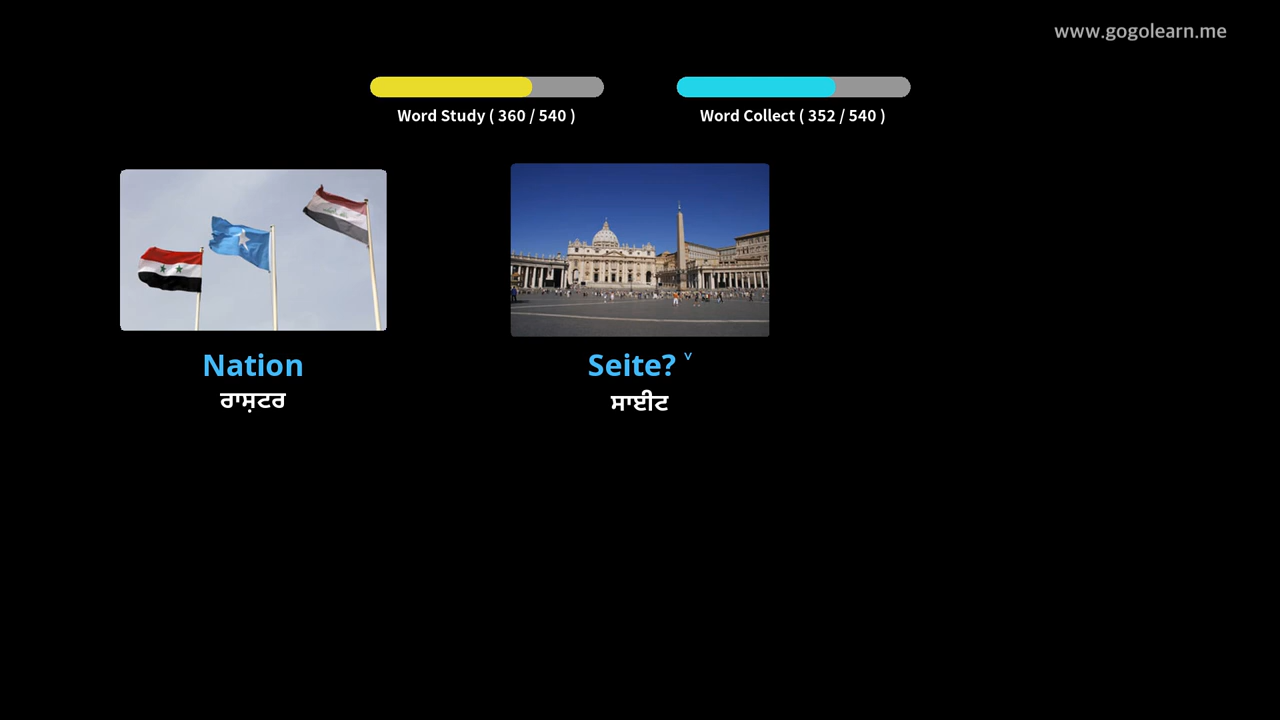 www.gogolearn.me
Word Study ( 360 / 540 )
Word Collect ( 352 / 540 )
Nation
ਰਾਸ਼ਟਰ
Seite? ˅
ਸਾਈਟ